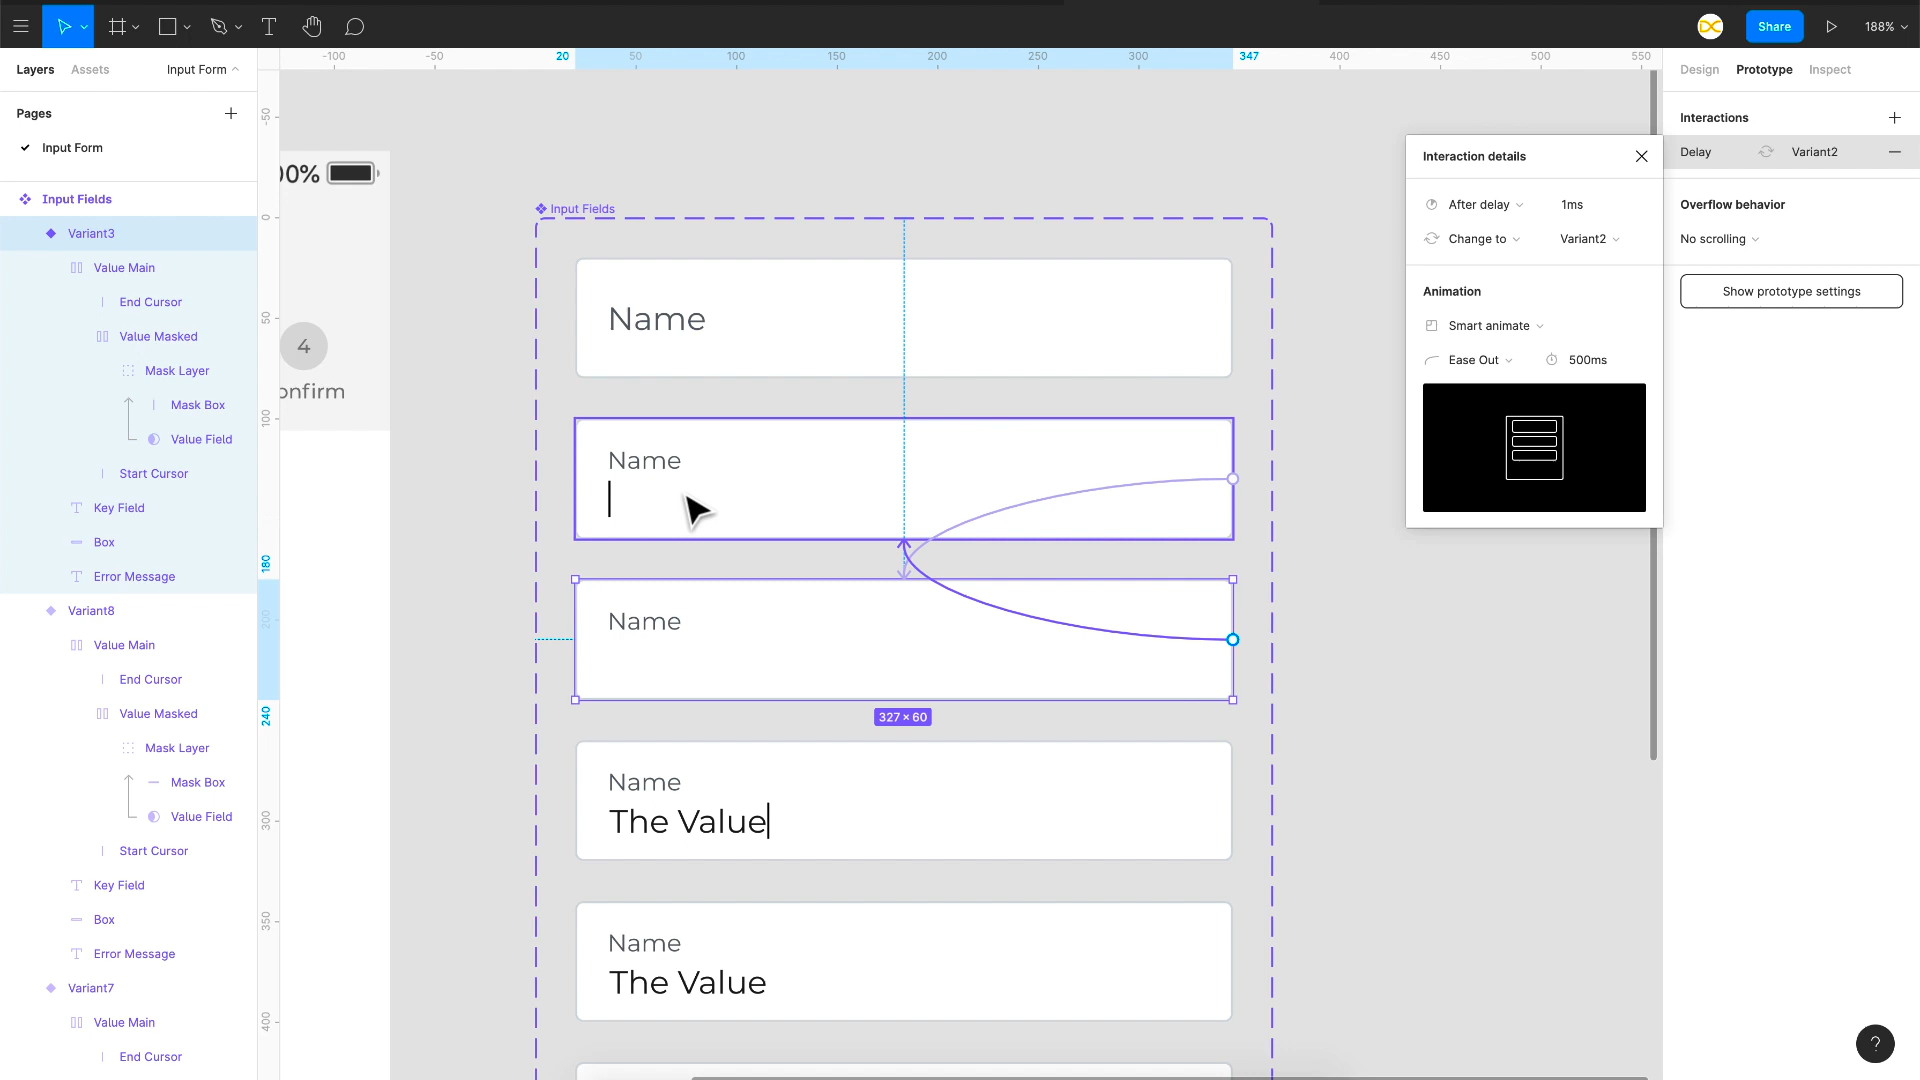 Share
188%
Layers
Assets
Input Form
Pages
Input Form
Input Fields
Variant3
Value Main
End Cursor
Value Masked
Mask Layer
Mask Box
Value Field
Start Cursor
Key Field
Box
Error Message
Variant8
Value Main
End Cursor
Value Masked
Mask Layer
Mask Box
Value Field
Start Cursor
Key Field
Box
Error Message
Variant7
Value Main
End Cursor
-100 -50 20 50 100 150 200 250 300 347 400 450 500 550
-50
0
50
100
180
200
240
300
350
400
00%
4
onfirm
Input Fields
Name
Name
Name
327 × 60
Name
The Value
Name
The Value
Interaction details
After delay 1ms
Change to Variant2
Animation
Smart animate
Ease Out 500ms
Design Prototype Inspect
Interactions
Delay Variant2
Overflow behavior
No scrolling
Show prototype settings
?